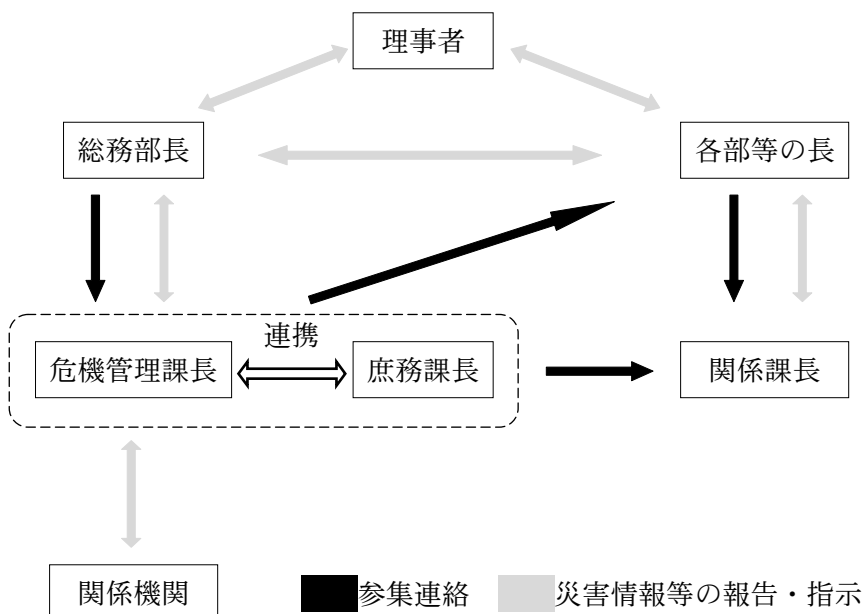 理事者
総務部長
各部等の長
連携
危機管理課長
庶務課長
関係課長
関係機関
参集連絡
災害情報等の報告・指示